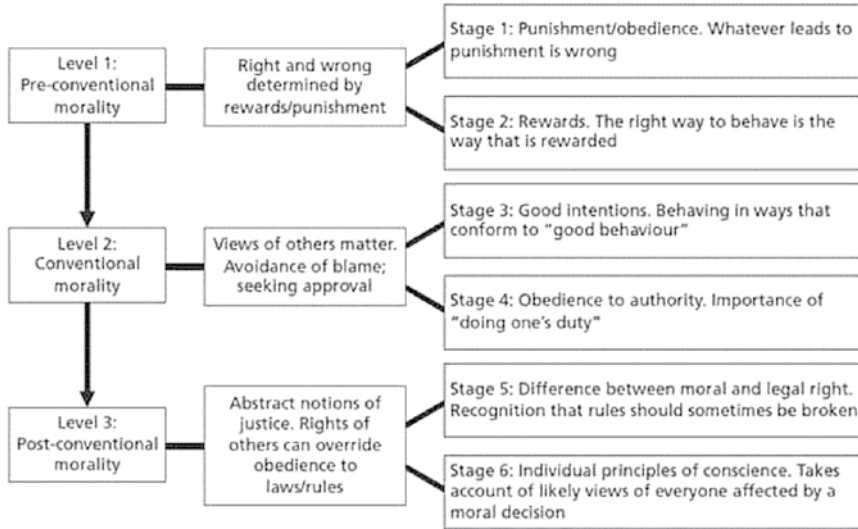 Level 1:
Pre-conventional
morality
Right and wrong
determined by
rewards/punishment
Stage 1: Punishment/obedience. Whatever leads to
punishment is wrong
Stage 2: Rewards. The right way to behave is the
way that is rewarded
Level 2:
Conventional
morality
Views of others matter.
Avoidance of blame;
seeking approval
Stage 3: Good intentions. Behaving in ways that
conform to "good behaviour"
Stage 4: Obedience to authority. Importance of
"doing one's duty"
Level 3:
Post-conventional
morality
Abstract notions of
justice. Rights of
others can override
obedience to
laws/rules
Stage 5: Difference between moral and legal right.
Recognition that rules should sometimes be broken
Stage 6: Individual principles of conscience. Takes
account of likely views of everyone affected by a
moral decision